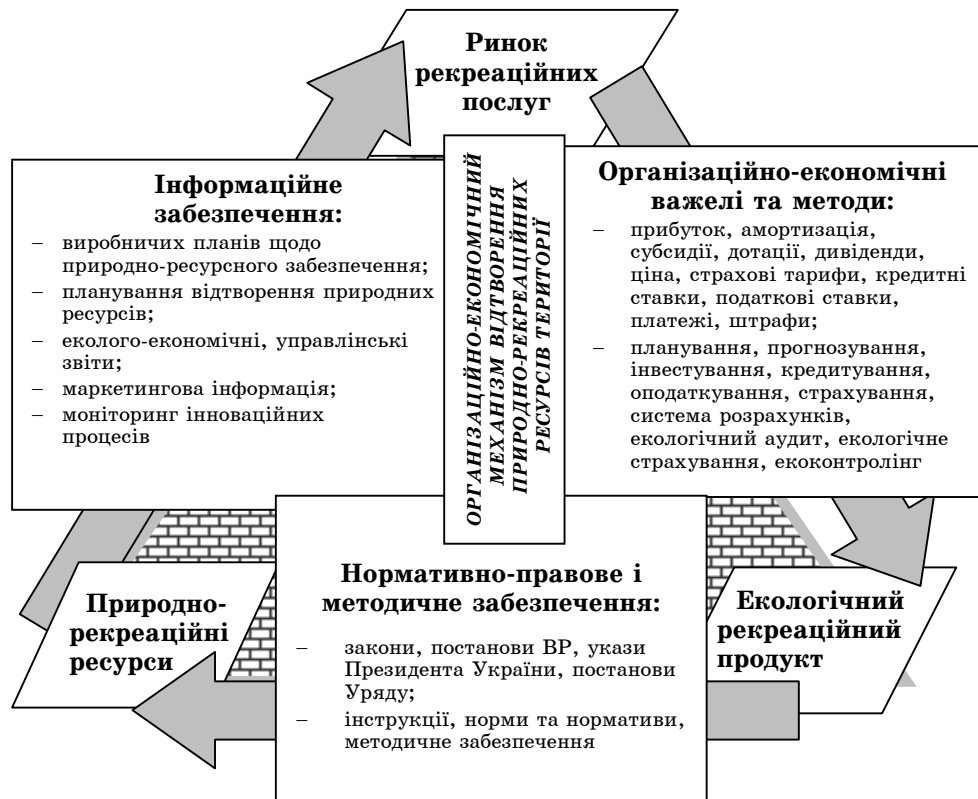 Ринок
рекреаційних
послуг
Інформаційне
забезпечення:
– виробничих планів щодо
природно-ресурсного забезпечення;
– планування відтворення природних
ресурсів;
– еколого-економічні, управлінські
звіти;
– маркетингова інформація;
– моніторинг інноваційних
процесів
ОРГАНІЗАЦІЙНО-ЕКОНОМІЧНИЙ
МЕХАНІЗМ ВІДТВОРЕННЯ
ПРИРОДНО-РЕКРЕАЦІЙНИХ
РЕСУРСІВ ТЕРИТОРІЇ
Організаційно-економічні
важелі та методи:
– прибуток, амортизація,
субсидії, дотації, дивіденди,
ціна, страхові тарифи, кредитні
ставки, податкові ставки,
платежі, штрафи;
– планування, прогнозування,
інвестування, кредитування,
оподаткування, страхування,
система розрахунків,
екологічний аудит, екологічне
страхування, екоконтролінг
Природно-
рекреаційні
ресурси
Нормативно-правове і
методичне забезпечення:
– закони, постанови ВР, укази
Президента України, постанови
Уряду;
– інструкції, норми та нормативи,
методичне забезпечення
Екологічний
рекреаційний
продукт